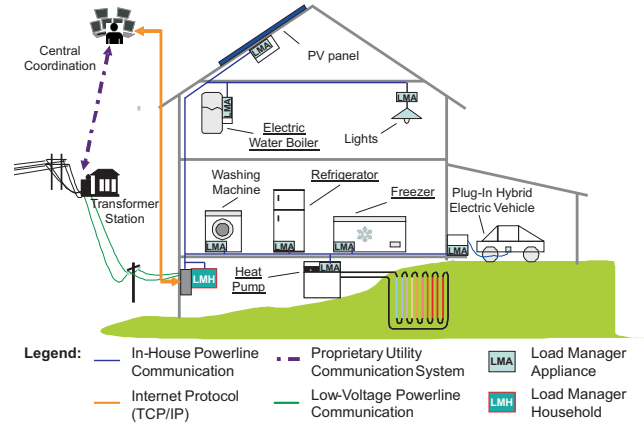 Central
Coordination
LMA
PV panel
LMA
Electric
Water Boiler
LMA
Lights
Transformer
Station
Washing
Machine
Refrigerator
Freezer
Plug-In Hybrid
Electric Vehicle
LMA
LMA
LMA
LMA
LMH
Heat
Pump
LMA
Legend:
In-House Powerline
Communication
Proprietary Utility
Communication System
LMA
Load Manager
Appliance
Internet Protocol
(TCP/IP)
Low-Voltage Powerline
Communication
LMH
Load Manager
Household